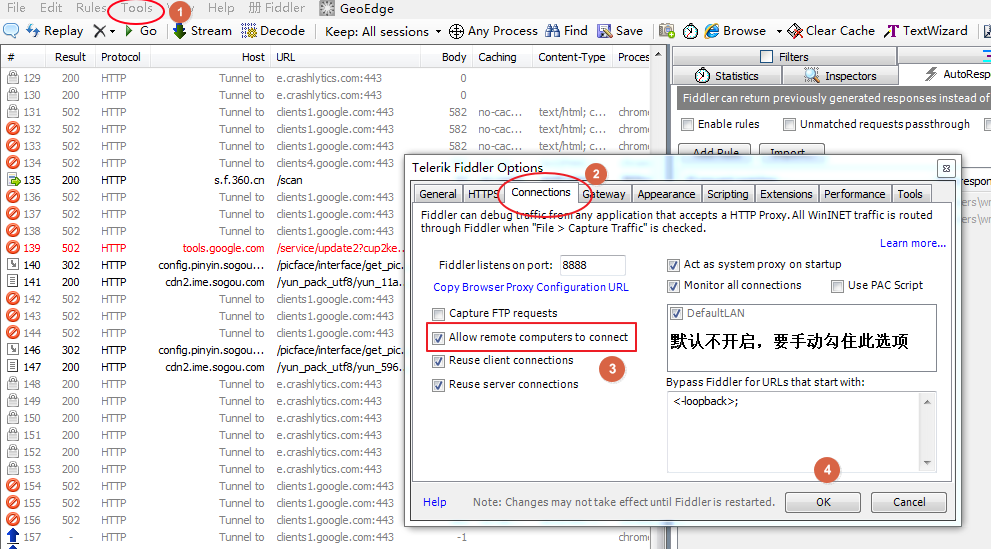 File Edit Rules Tools View Help Fiddler GeoEdge
1
Replay Go Stream Decode Keep: All sessions Any Process Find Save Browse Clear Cache TextWizard
# Result Protocol Host URL Body Caching Content-Type Proces
Filters
Statistics Inspectors AutoResp
Fiddler can return previously generated responses instead of
Enable rules Unmatched requests passthrough
Add Rule Import...
129 200 HTTP Tunnel to e.crashlytics.com:443 0
130 200 HTTP Tunnel to e.crashlytics.com:443 0
131 502 HTTP Tunnel to clients1.google.com:443 582 no-cac... text/html; c... chrome
132 502 HTTP Tunnel to clients1.google.com:443 582 no-cac... text/html; c... chrome
133 502 HTTP Tunnel to clients1.google.com:443 582 no-cac... text/html; c... chrome
134 502 HTTP Tunnel to clients4.google.com:443 582 no-cac... text/html; c... chrome
135 200 HTTP s.f.360.cn /scan
136 502 HTTP Tunnel to clients1.google.com:443
137 502 HTTP Tunnel to clients1.google.com:443
138 502 HTTP Tunnel to clients1.google.com:443
139 502 HTTP tools.google.com /service/update2?cup2ke...
140 302 HTTP config.pinyin.sogou... /picface/interface/get_pic...
141 200 HTTP cdn2.ime.sogou.com /yun_pack_utf8/yun_11a...
142 502 HTTP Tunnel to clients1.google.com:443
143 502 HTTP Tunnel to clients1.google.com:443
144 502 HTTP Tunnel to clients1.google.com:443
146 302 HTTP config.pinyin.sogou... /picface/interface/get_pic...
147 200 HTTP cdn2.ime.sogou.com /yun_pack_utf8/yun_596...
149 200 HTTP Tunnel to e.crashlytics.com:443
150 200 HTTP Tunnel to e.crashlytics.com:443
151 200 HTTP Tunnel to e.crashlytics.com:443
152 200 HTTP Tunnel to e.crashlytics.com:443
153 200 HTTP Tunnel to e.crashlytics.com:443
154 502 HTTP Tunnel to clients1.google.com:443
155 502 HTTP Tunnel to clients1.google.com:443
156 502 HTTP Tunnel to clients1.google.com:443
157 - HTTP Tunnel to clients1.google.com:443 -1 chrome
Telerik Fiddler Options
2
General HTTPS Connections Gateway Appearance Scripting Extensions Performance Tools
Fiddler can debug traffic from any application that accepts a HTTP Proxy. All WinINET traffic is routed
through Fiddler when "File > Capture Traffic" is checked.
Learn more...
Fiddler listens on port: 8888
Copy Browser Proxy Configuration URL
Capture FTP requests
Allow remote computers to connect
3
Reuse client connections
Reuse server connections
Act as system proxy on startup
Monitor all connections Use PAC Script
DefaultLAN
默认不开启，要手动勾住此选项
Bypass Fiddler for URLs that start with:
<-loopback>;
4
Help Note: Changes may not take effect until Fiddler is restarted. OK Cancel